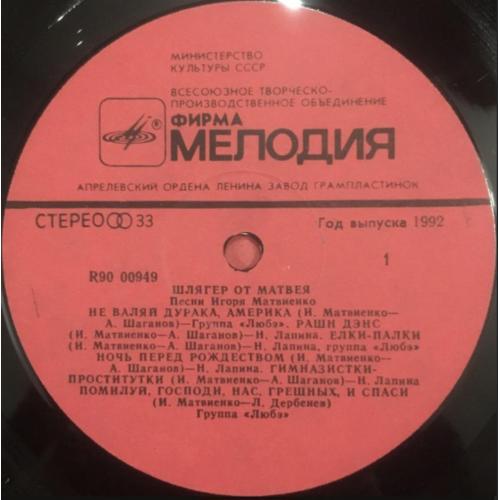 МИНИСТЕРСТВО
КУЛЬТУРЫ СССР
ВСЕСОЮЗНОЕ ТВОРЧЕСКО-
ПРОИЗВОДСТВЕННОЕ ОБЪЕДИНЕНИЕ
® ФИРМА
МЕЛОДИЯ
АПРЕЛЕВСКИЙ ОРДЕНА ЛЕНИНА ЗАВОД ГРАМПЛАСТИНОК
СТЕРЕО 33
Год выпуска 1992
R90 00949
1
ШЛЯГЕР ОТ МАТВЕЯ
Песни Игоря Матвиенко
НЕ ВАЛЯЙ ДУРАКА, АМЕРИКА (И. Матвиенко—
А. Шаганов)—Группа «Любэ». РАШН ДЭНС
(И. Матвиенко—А. Шаганов)—Н. Лапина. ЕЛКИ-ПАЛКИ
(И. Матвиенко—А. Шаганов)—Н. Лапина, группа «Любэ»
НОЧЬ ПЕРЕД РОЖДЕСТВОМ (И. Матвиенко—
А. Шаганов)—Н. Лапина. ГИМНАЗИСТКИ-
ПРОСТИТУТКИ (И. Матвиенко—А. Шаганов)—Н. Лапина
ПОМИЛУЙ, ГОСПОДИ, НАС, ГРЕШНЫХ, И СПАСИ
(И. Матвиенко—Л. Дербенев)
Группа «Любэ»